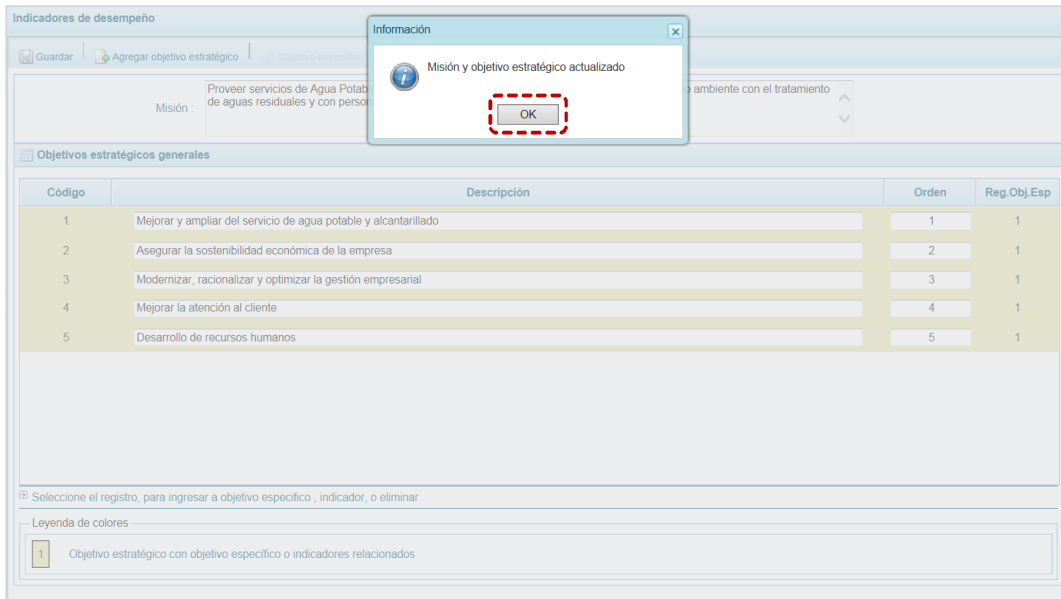 Indicadores de desempeño
Información
Guardar Agregar objetivo estratégico Objetivo específico
Misión y objetivo estratégico actualizado
OK
Misión : Proveer servicios de Agua Potab o ambiente con el tratamiento
de aguas residuales y con person
Objetivos estratégicos generales
Código Descripción Orden Reg.Obj.Esp
1 Mejorar y ampliar del servicio de agua potable y alcantarillado 1 1
2 Asegurar la sostenibilidad económica de la empresa 2 1
3 Modernizar, racionalizar y optimizar la gestión empresarial 3 1
4 Mejorar la atención al cliente 4 1
5 Desarrollo de recursos humanos 5 1
Seleccione el registro, para ingresar a objetivo especifico , indicador, o eliminar
Leyenda de colores
1 Objetivo estratégico con objetivo específico o indicadores relacionados